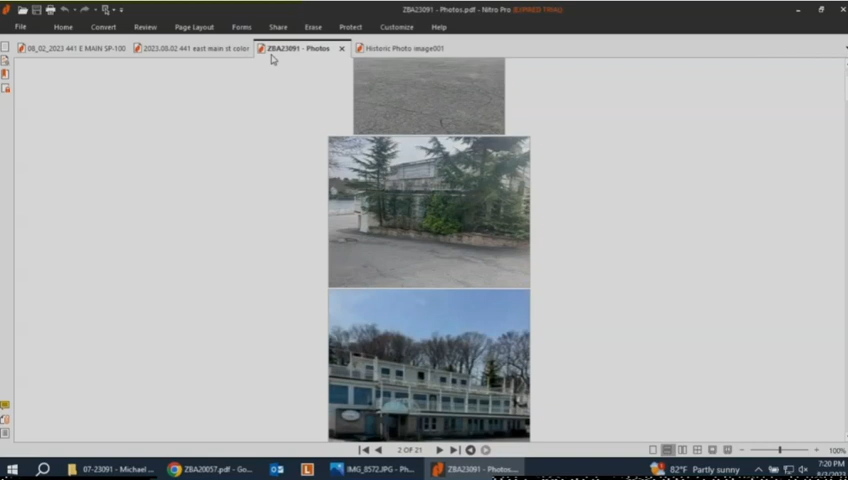 ZBA23091 - Photos.pdf - Nitro Pro (EXPIRED TRIAL)
File Home Convert Review Page Layout Forms Share Erase Protect Customize Help
08_02_2023 441 E MAIN SP-100 2023.08.02 441 east main st color ZBA23091 - Photos Historic Photo image001
2 OF 21
100%
07-23091 - Michael ... ZBA20057.pdf - Go... IMG_8572.JPG - Ph... ZBA23091 - Photos.... 82°F Partly sunny 7:20 PM